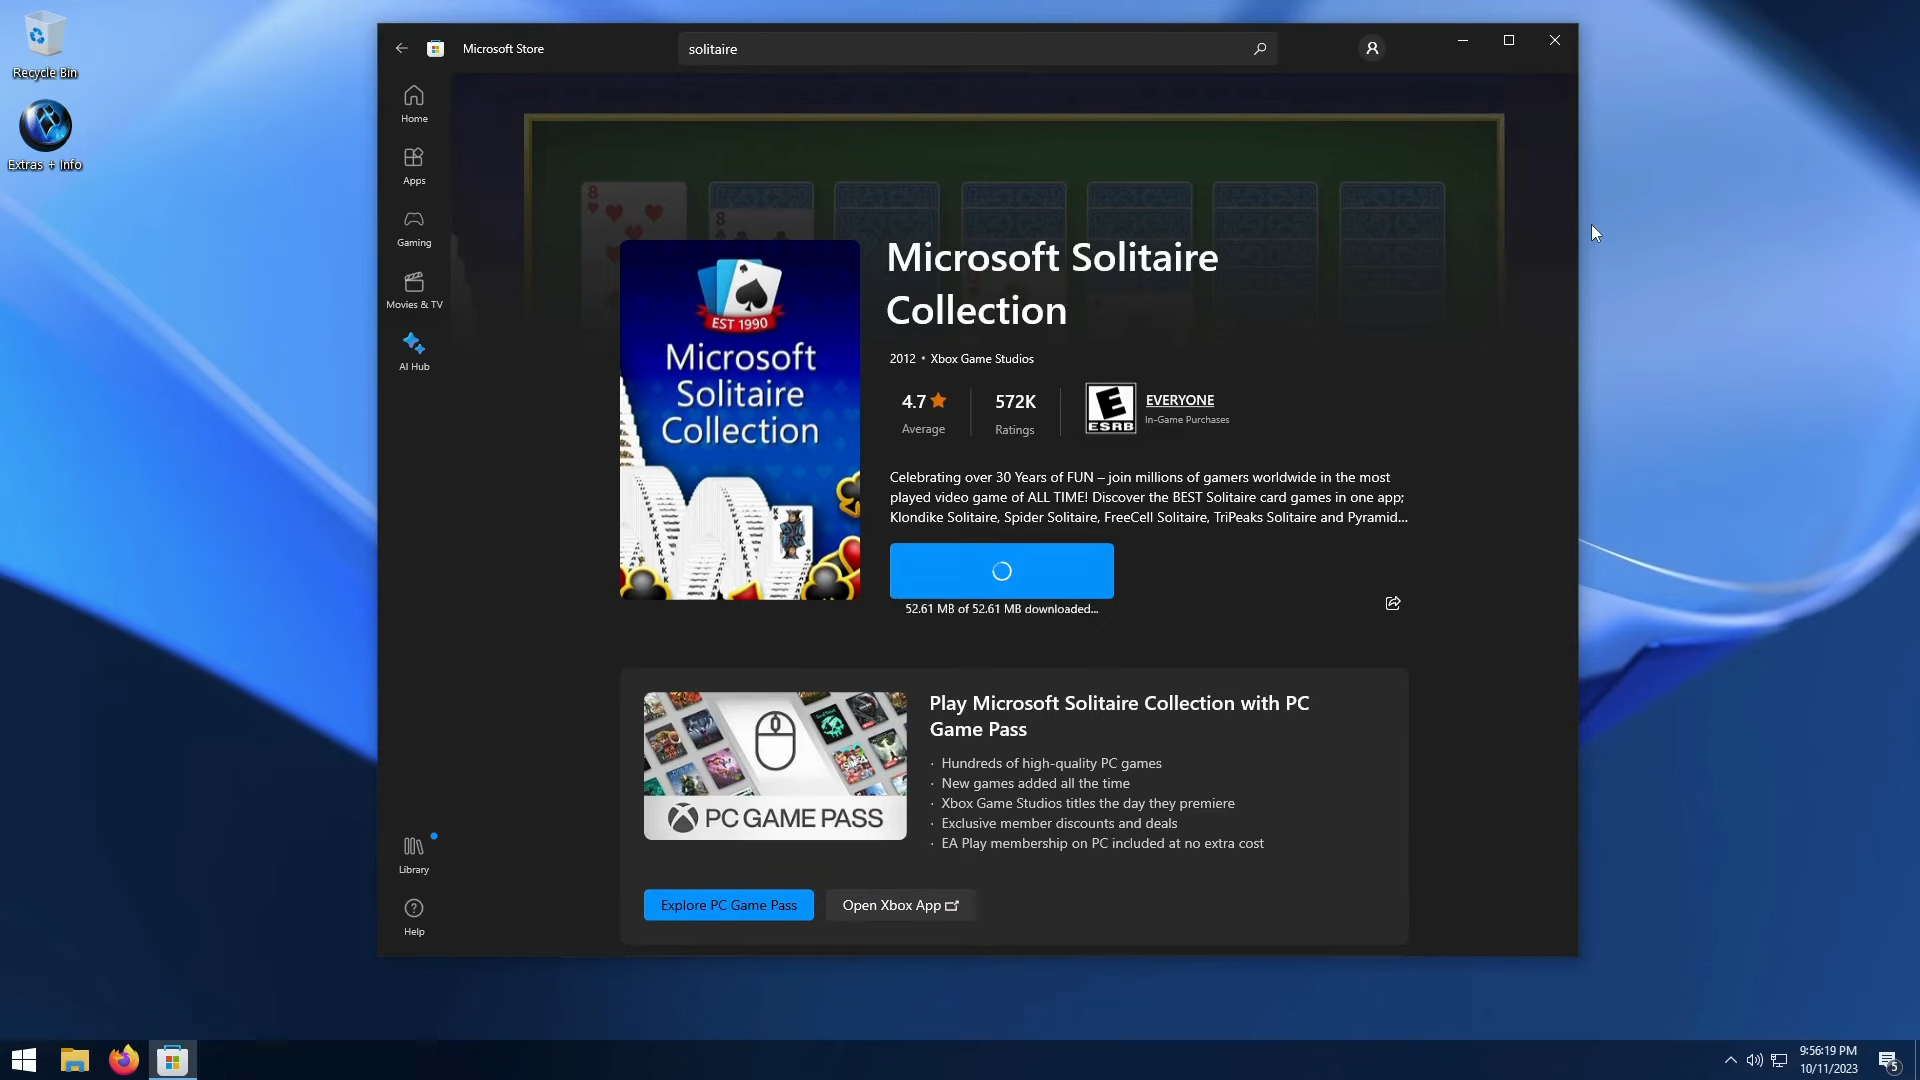 Recycle Bin
Extras + Info
Microsoft Store
solitaire
Home
Apps
Gaming
Movies & TV
AI Hub
Library
Help
8
8
EST 1990
Microsoft
Solitaire
Collection
Microsoft Solitaire
Collection
2012 • Xbox Game Studios
4.7
Average
572K
Ratings
E
ESRB
EVERYONE
In-Game Purchases
Celebrating over 30 Years of FUN – join millions of gamers worldwide in the most
played video game of ALL TIME! Discover the BEST Solitaire card games in one app;
Klondike Solitaire, Spider Solitaire, FreeCell Solitaire, TriPeaks Solitaire and Pyramid...
52.61 MB of 52.61 MB downloaded...
PC GAME PASS
Play Microsoft Solitaire Collection with PC
Game Pass
· Hundreds of high-quality PC games
· New games added all the time
· Xbox Game Studios titles the day they premiere
· Exclusive member discounts and deals
· EA Play membership on PC included at no extra cost
Explore PC Game Pass
Open Xbox App
9:56:19 PM
10/11/2023
5